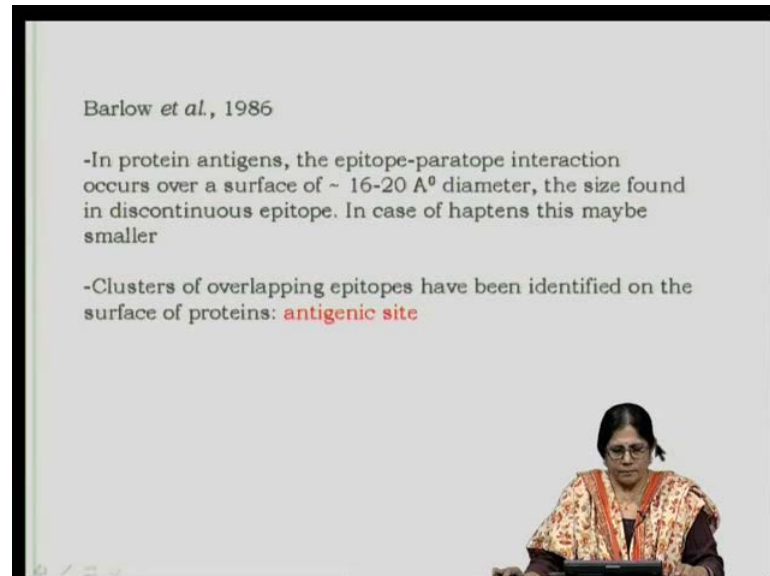 Barlow et al., 1986
-In protein antigens, the epitope-paratope interaction
occurs over a surface of ~ 16-20 A⁰ diameter, the size found
in discontinuous epitope. In case of haptens this maybe
smaller
-Clusters of overlapping epitopes have been identified on the
surface of proteins: antigenic site